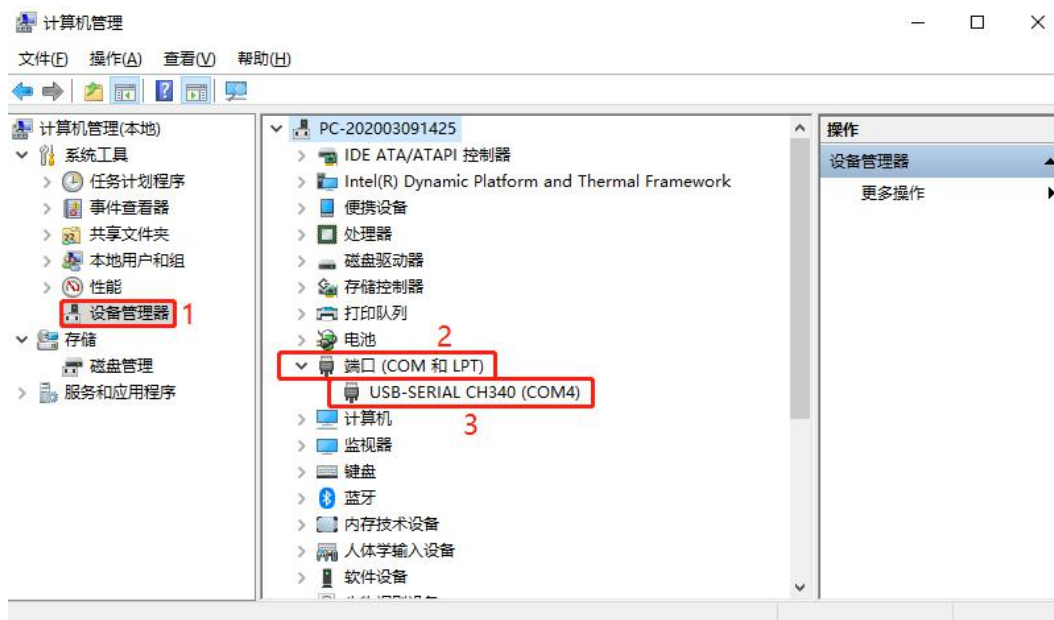 计算机管理
文件(F) 操作(A) 查看(V) 帮助(H)
计算机管理(本地)
系统工具
任务计划程序
事件查看器
共享文件夹
本地用户和组
性能
设备管理器 1
存储
磁盘管理
服务和应用程序
PC-202003091425
IDE ATA/ATAPI 控制器
Intel(R) Dynamic Platform and Thermal Framework
便携设备
处理器
磁盘驱动器
存储控制器
打印队列
电池
2
端口 (COM 和 LPT)
USB-SERIAL CH340 (COM4)
3
计算机
监视器
键盘
蓝牙
内存技术设备
人体学输入设备
软件设备
操作
设备管理器
更多操作